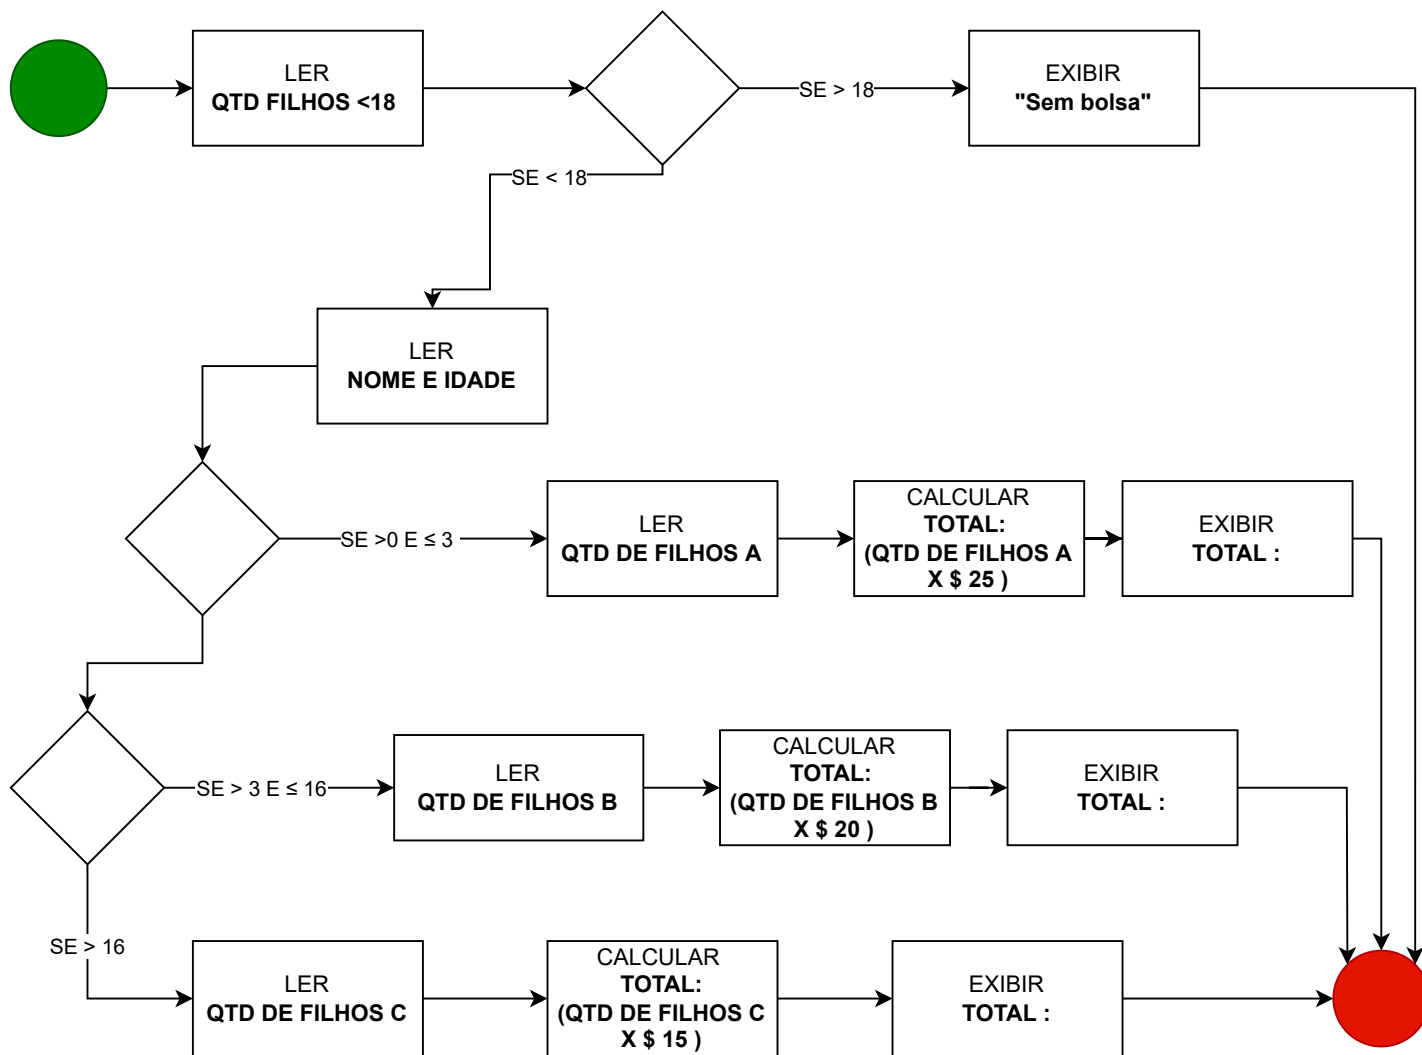 LER
QTD FILHOS <18
SE > 18
EXIBIR
"Sem bolsa"
SE < 18
LER
NOME E IDADE
SE >0 E ≤ 3
LER
QTD DE FILHOS A
CALCULAR
TOTAL:
(QTD DE FILHOS A
X $ 25 )
EXIBIR
TOTAL :
SE > 3 E ≤ 16
LER
QTD DE FILHOS B
CALCULAR
TOTAL:
(QTD DE FILHOS B
X $ 20 )
EXIBIR
TOTAL :
SE > 16
LER
QTD DE FILHOS C
CALCULAR
TOTAL:
(QTD DE FILHOS C
X $ 15 )
EXIBIR
TOTAL :